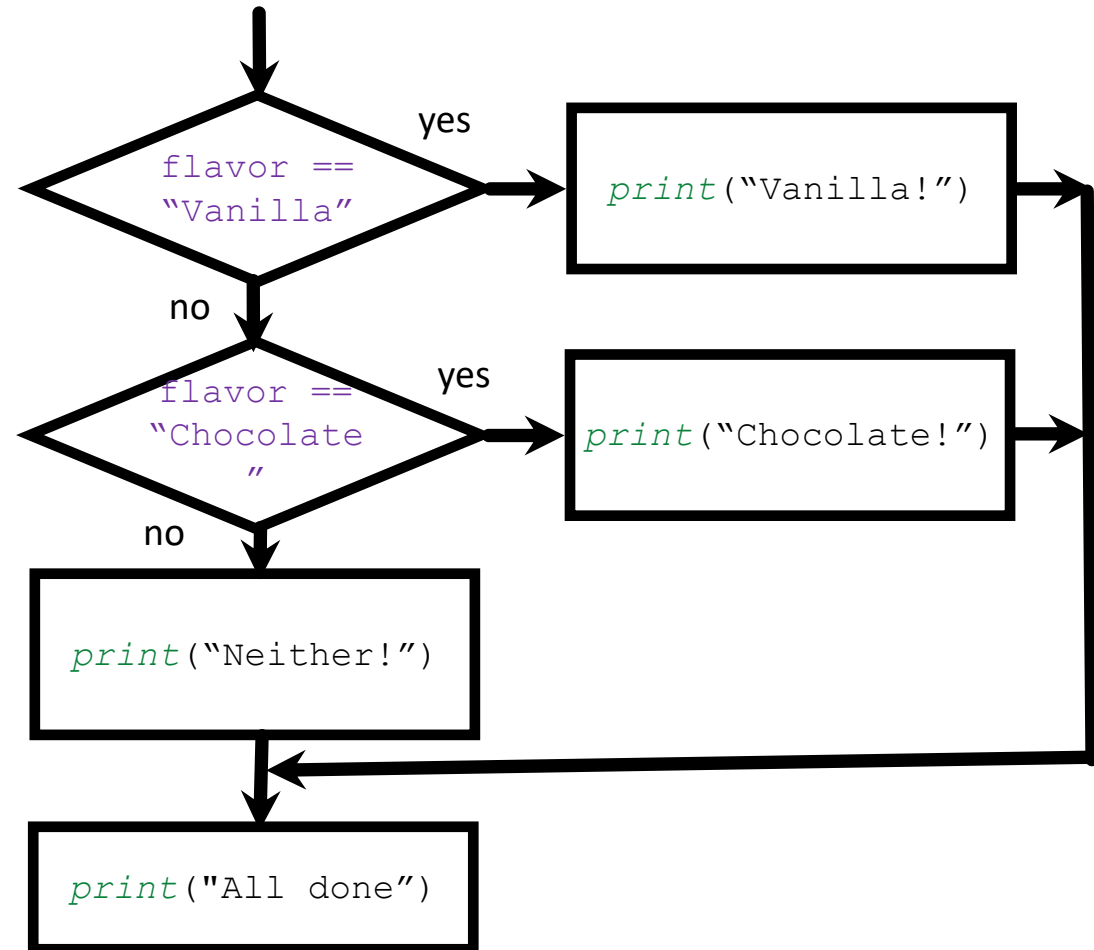 yes
flavor ==
“Vanilla”
print(“Vanilla!”)
no
yes
flavor ==
“Chocolate
”
print(“Chocolate!”)
no
print(“Neither!”)
print("All done”)